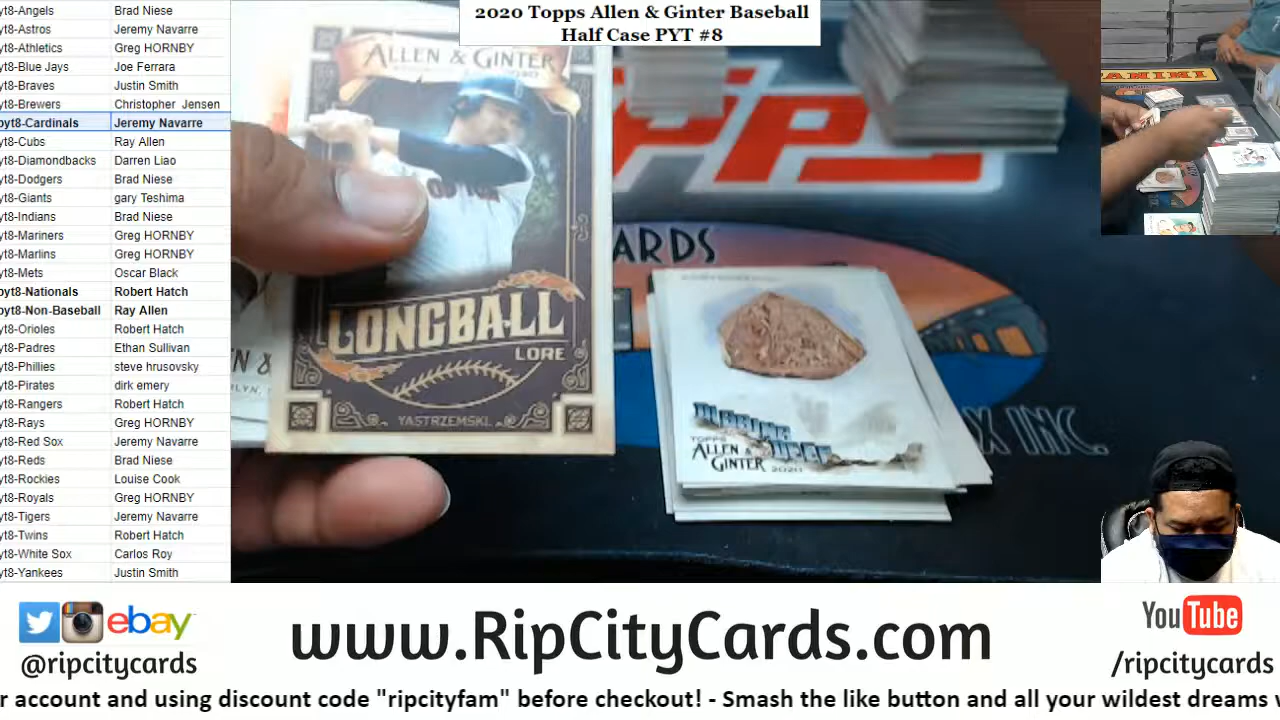 2020 Topps Allen & Ginter Baseball
Half Case PYT #8
yt8-Angels Brad Niese
yt8-Astros Jeremy Navarre
yt8-Athletics Greg HORNBY
yt8-Blue Jays Joe Ferrara
yt8-Braves Justin Smith
yt8-Brewers Christopher Jensen
pyt8-Cardinals Jeremy Navarre
yt8-Cubs Ray Allen
yt8-Diamondbacks Darren Liao
yt8-Dodgers Brad Niese
yt8-Giants gary Teshima
yt8-Indians Brad Niese
yt8-Mariners Greg HORNBY
yt8-Marlins Greg HORNBY
yt8-Mets Oscar Black
pyt8-Nationals Robert Hatch
pyt8-Non-Baseball Ray Allen
yt8-Orioles Robert Hatch
yt8-Padres Ethan Sullivan
yt8-Phillies steve hrusovsky
yt8-Pirates dirk emery
yt8-Rangers Robert Hatch
yt8-Rays Greg HORNBY
yt8-Red Sox Jeremy Navarre
yt8-Reds Brad Niese
yt8-Rockies Louise Cook
yt8-Royals Greg HORNBY
yt8-Tigers Jeremy Navarre
yt8-Twins Robert Hatch
yt8-White Sox Carlos Roy
yt8-Yankees Justin Smith
ALLEN & GINTER
LONGBALL
LORE
YASTRZEMSKI
ARDS
DIGGING
DEEP
TOPPS
ALLEN &
GINTER 2020
X INC.
PANINI
ebay
@ripcitycards
www.RipCityCards.com
YouTube
/ripcitycards
r account and using discount code "ripcityfam" before checkout! - Smash the like button and all your wildest dreams